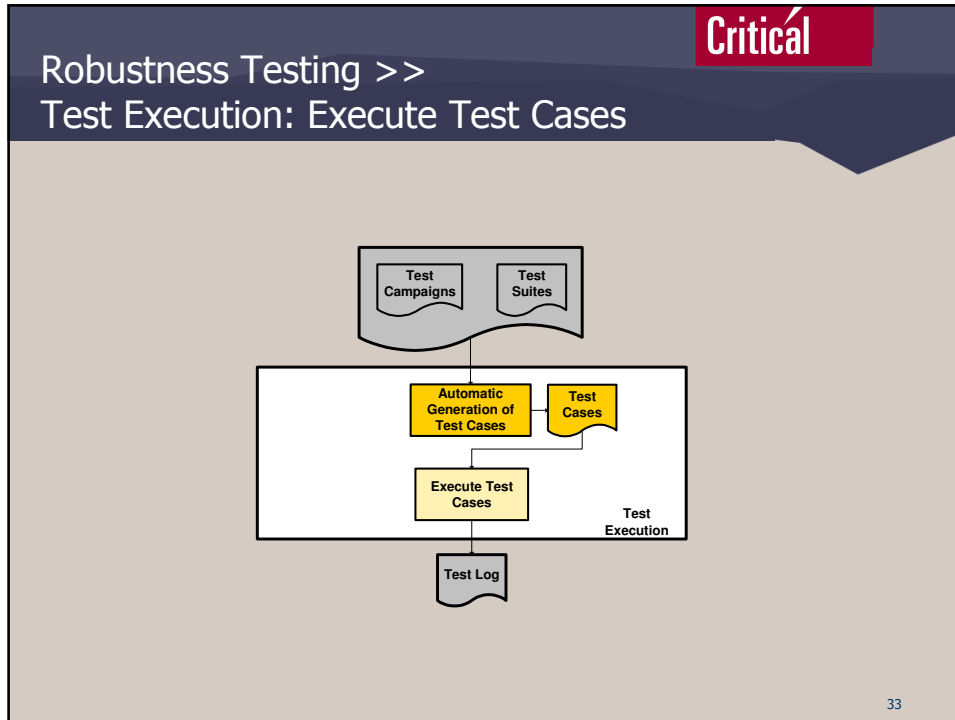 Critical
Robustness Testing >>
Test Execution: Execute Test Cases
Test
Campaigns
Test
Suites
Automatic
Generation of
Test Cases
Test
Cases
Execute Test
Cases
Test
Execution
Test Log
33